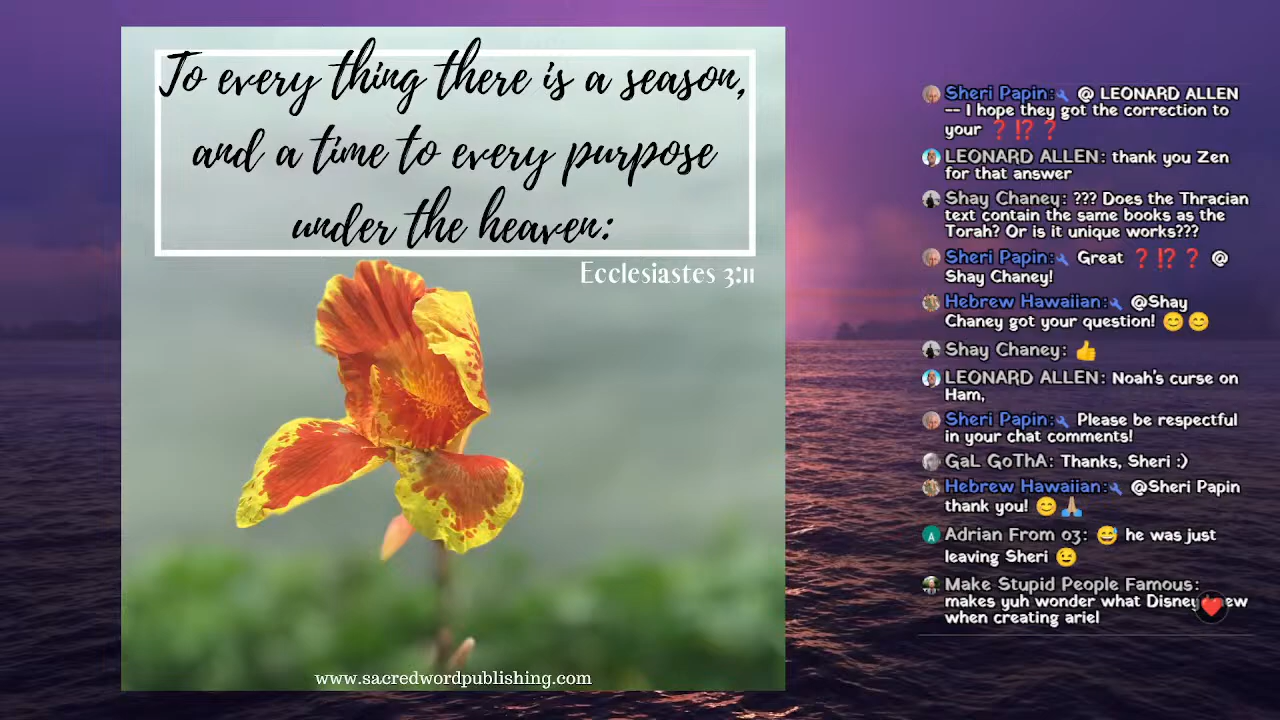 To every thing there is a season,
and a time to every purpose
under the heaven:
Ecclesiastes 3:11
www.sacredwordpublishing.com
Sheri Papin: @ LEONARD ALLEN
-- I hope they got the correction to
your ❓⁉️❓
LEONARD ALLEN: thank you Zen
for that answer
Shay Chaney: ??? Does the Thracian
text contain the same books as the
Torah? Or is it unique works???
Sheri Papin: Great ❓⁉️❓ @
Shay Chaney!
Hebrew Hawaiian: @Shay
Chaney got your question! 😊😊
Shay Chaney: 👍
LEONARD ALLEN: Noah's curse on
Ham,
Sheri Papin: Please be respectful
in your chat comments!
GaL GoThA: Thanks, Sheri :)
Hebrew Hawaiian: @Sheri Papin
thank you! 😊🙏🏼
A
Adrian From 03: 😅 he was just
leaving Sheri 😉
Make Stupid People Famous:
makes yuh wonder what Disney
when creating ariel